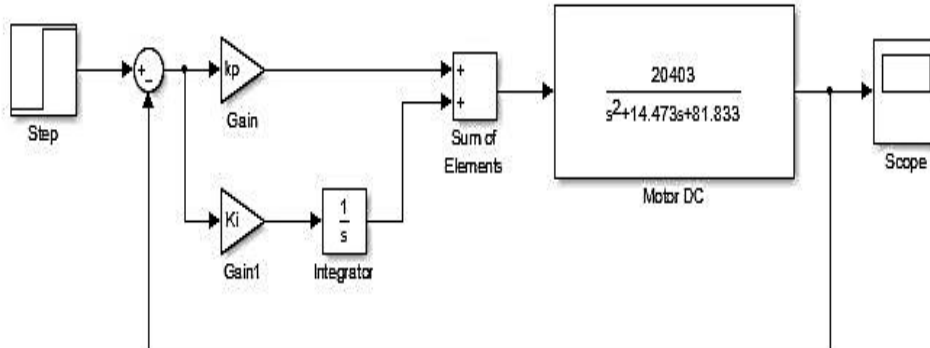 Step
+
-
kp
Gain
+
+
Sum of
Elements
20403
s²+14.473s+81.833
Motor DC
Scope
Ki
Gain1
1
s
Integrator